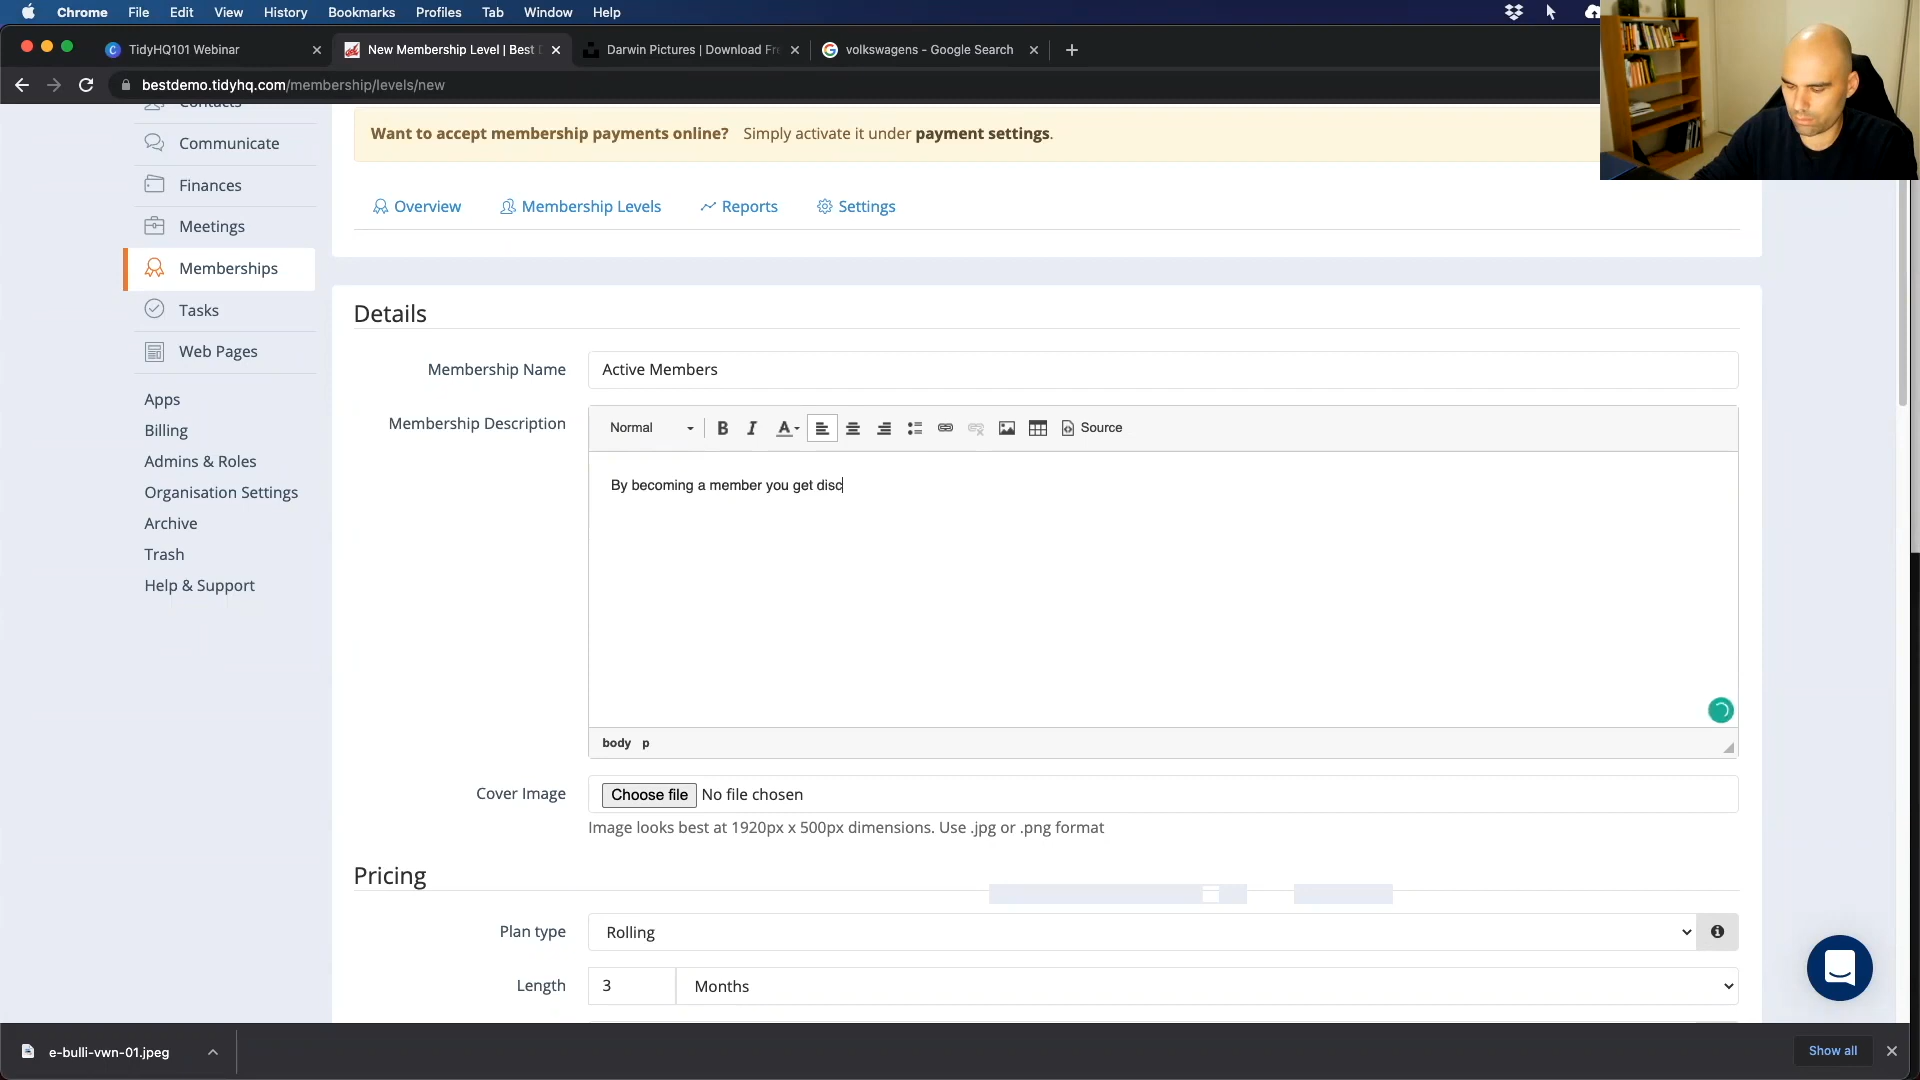 Chrome File Edit View History Bookmarks Profiles Tab Window Help
TidyHQ101 Webinar
New Membership Level | Best D
Darwin Pictures | Download Fre
volkswagens - Google Search
bestdemo.tidyhq.com/membership/levels/new
Contacts
Communicate
Finances
Meetings
Memberships
Tasks
Web Pages
Apps
Billing
Admins & Roles
Organisation Settings
Archive
Trash
Help & Support
Want to accept membership payments online? Simply activate it under payment settings.
Overview Membership Levels Reports Settings
Details
Membership Name Active Members
Membership Description
Normal B I A Source
By becoming a member you get disc
body p
Cover Image Choose file No file chosen
Image looks best at 1920px x 500px dimensions. Use .jpg or .png format
Pricing
Plan type Rolling
Length 3 Months
e-bulli-vwn-01.jpeg
Show all